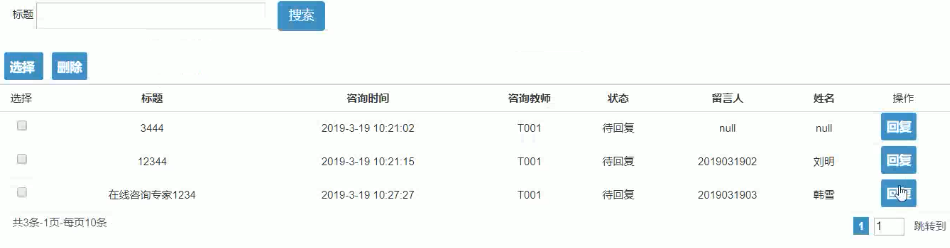 标题 搜索
选择 删除
选择 标题 咨询时间 咨询教师 状态 留言人 姓名 操作
3444 2019-3-19 10:21:02 T001 待回复 null null 回复
12344 2019-3-19 10:21:15 T001 待回复 2019031902 刘明 回复
在线咨询专家1234 2019-3-19 10:27:27 T001 待回复 2019031903 韩雪 回复
共3条-1页-每页10条 1 1 跳转到